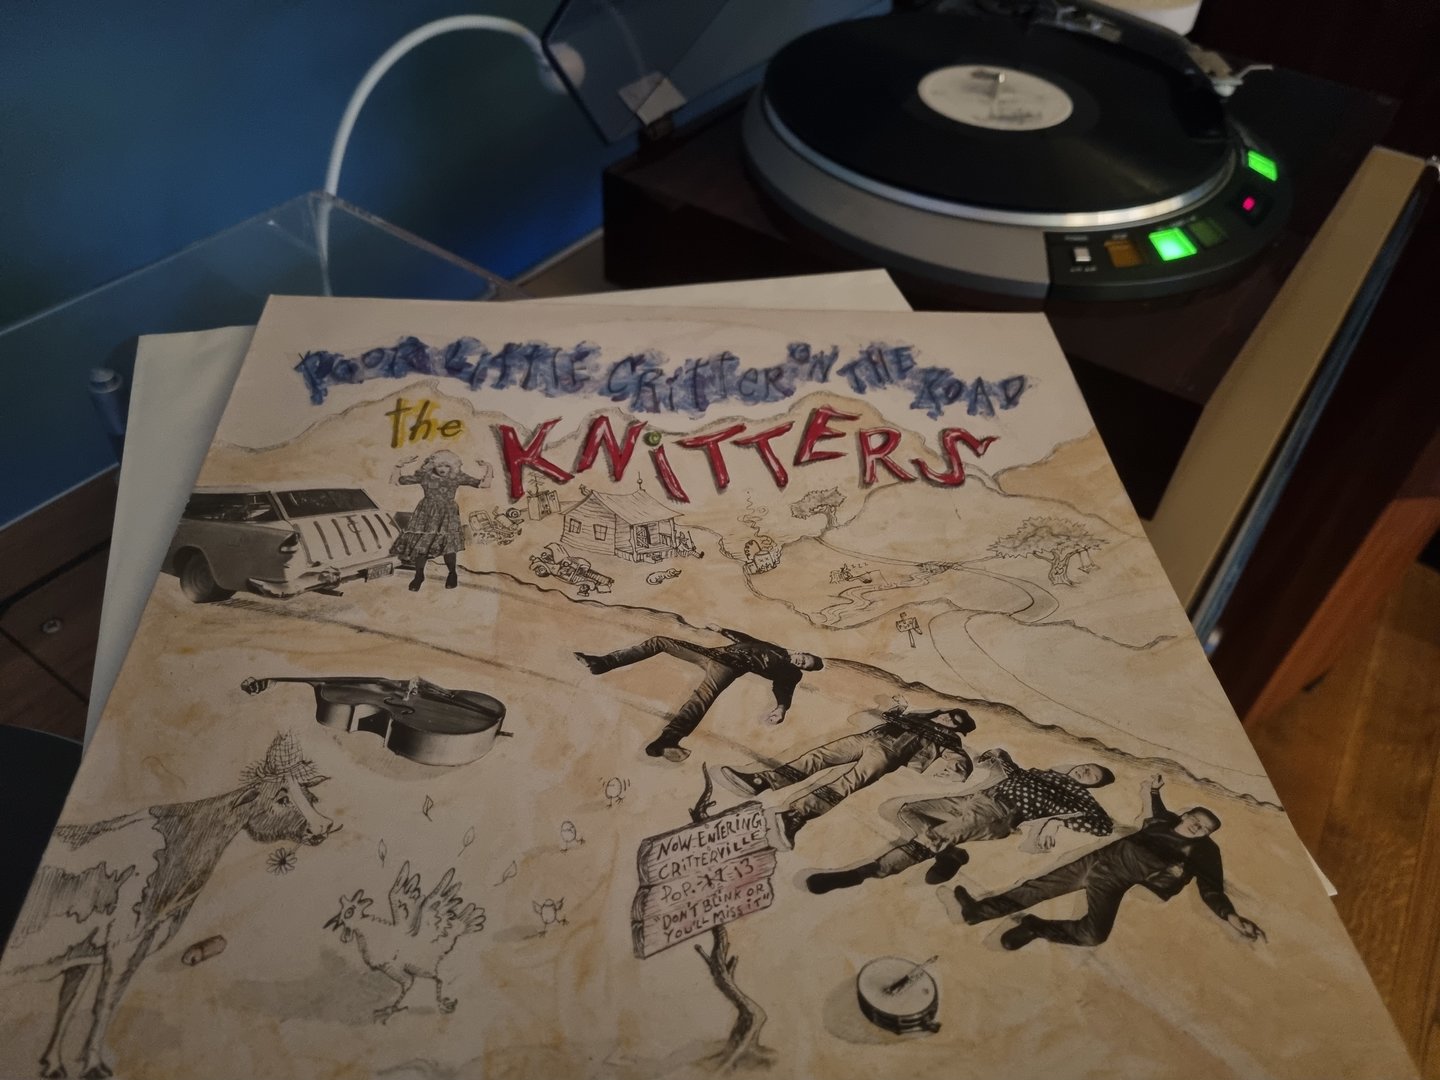 POOR LITTLE CRITTER ON THE ROAD
the KNiTTERS
NOW ENTERING
CRITTERVILLE
"DON'T BLINK OR
YOU'LL MISS IT"